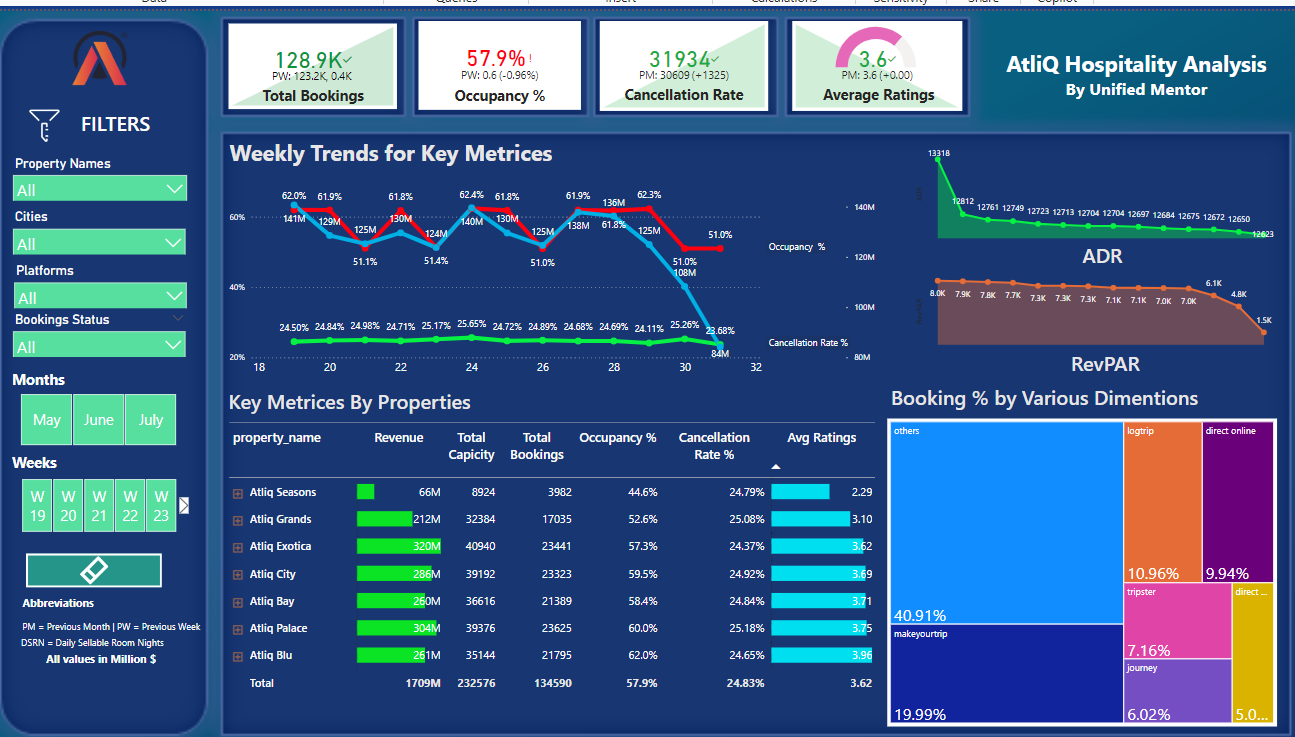 128.9K
PW: 123.2K, 0.4K
Total Bookings
57.9%!
PW: 0.6 (-0.96%)
Occupancy %
31934
PM: 30609 (+1325)
Cancellation Rate
3.6
PM: 3.6 (+0.00)
Average Ratings
AtliQ Hospitality Analysis
By Unified Mentor
FILTERS
Property Names
All
Cities
All
Platforms
All
Bookings Status
All
Months
May June July
Weeks
W 19
W 20
W 21
W 22
W 23
Abbreviations
PM = Previous Month | PW = Previous Week
DSRN = Daily Sellable Room Nights
All values in Million $
Weekly Trends for Key Metrices
62.0% 61.9% 61.8% 62.4% 61.8% 61.9% 136M 62.3%
141M 129M 125M 130M 124M 140M 130M 125M 138M 61.8% 125M 51.0%
51.1% 51.4% 51.0% 51.0%
108M
24.50% 24.84% 24.98% 24.71% 25.17% 25.65% 24.72% 24.89% 24.68% 24.69% 24.11% 25.26% 23.68%
84M
60%
40%
20%
18 20 22 24 26 28 30 32
140M
120M
100M
80M
Occupancy %
Cancellation Rate %
13318 12812 12761 12749 12723 12713 12704 12704 12697 12684 12675 12672 12650 12623
ADR
8.0K 7.9K 7.8K 7.7K 7.3K 7.3K 7.3K 7.1K 7.1K 7.0K 7.0K 6.1K 4.8K 1.5K
RevPAR
Key Metrices By Properties
property_name Revenue Total Capicity Total Bookings Occupancy % Cancellation Rate % Avg Ratings
Atliq Seasons 66M 8924 3982 44.6% 24.79% 2.29
Atliq Grands 212M 32384 17035 52.6% 25.08% 3.10
Atliq Exotica 320M 40940 23441 57.3% 24.37% 3.62
Atliq City 286M 39192 23323 59.5% 24.92% 3.69
Atliq Bay 260M 36616 21389 58.4% 24.84% 3.71
Atliq Palace 304M 39376 23625 60.0% 25.18% 3.75
Atliq Blu 261M 35144 21795 62.0% 24.65% 3.96
Total 1709M 232576 134590 57.9% 24.83% 3.62
Booking % by Various Dimentions
others
40.91%
makeyourtrip
19.99%
logtrip
10.96%
direct online
9.94%
tripster
7.16%
journey
6.02%
direct ...
5.0...